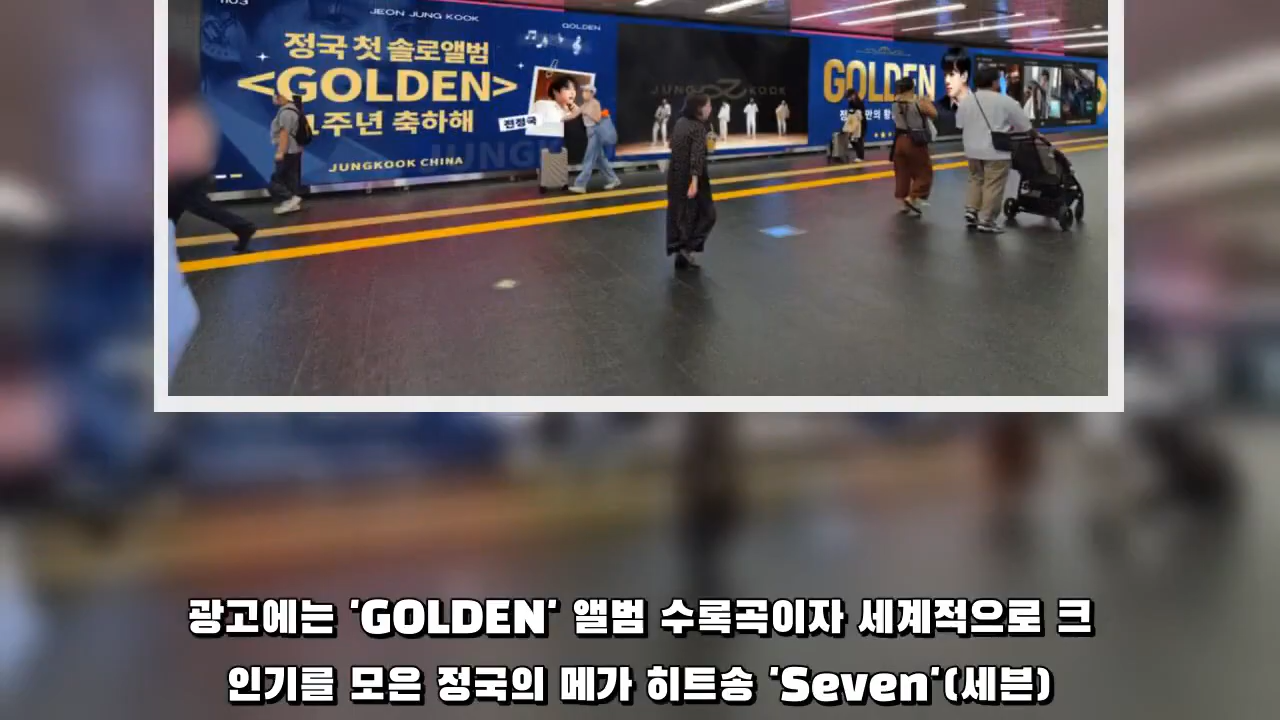 1103
JEON JUNG KOOK
GOLDEN
정국 첫 솔로앨범
<GOLDEN>
1주년 축하해
전정국
JUNGKOOK CHINA
JUNG KOOK
GOLDEN
광고에는 'GOLDEN' 앨범 수록곡이자 세계적으로 크
인기를 모은 정국의 메가 히트송 'Seven'(세븐)